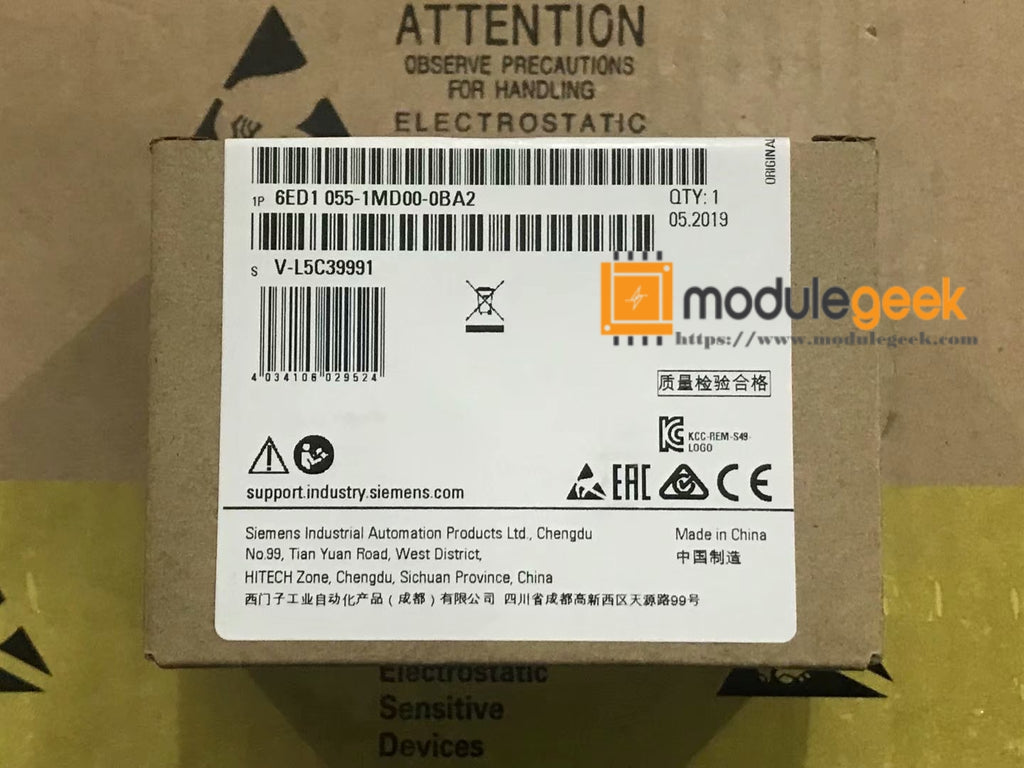 ATTENTION
OBSERVE PRECAUTIONS
FOR HANDLING
ELECTROSTATIC
ORIGINAL
1P 6ED1 055-1MD00-0BA2
QTY: 1
05.2019
S V-L5C39991
modulegeek
https://www.modulegeek.com
4 034106 029524
质量检验合格
KCC-REM-S49-
LOGO
support.industry.siemens.com
EAC
CE
Siemens Industrial Automation Products Ltd., Chengdu
No.99, Tian Yuan Road, West District,
HITECH Zone, Chengdu, Sichuan Province, China
西门子工业自动化产品(成都)有限公司 四川省成都高新西区天源路99号
Made in China
中国制造
Electrostatic
Sensitive
Devices